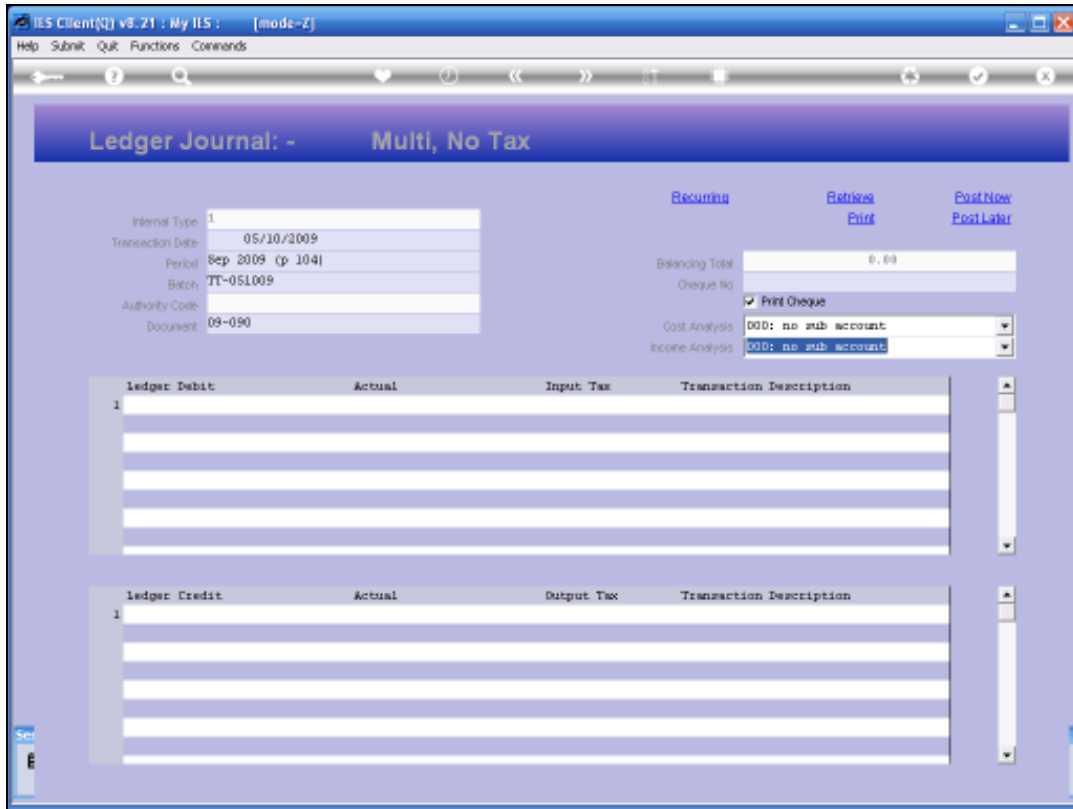 IES Client(Q) v8.21 : My IES : [mode-Z]
Help Submit Quit Functions Commands
Ledger Journal: - Multi, No Tax
Recurring Retrieve Post Now
Print Post Later
Internal Type 1
Transaction Date 05/10/2009
Period Sep 2009 (p 104)
Batch TT-051009
Authority Code
Document 09-090
Balancing Total 0.00
Cheque No
Print Cheque
Cost Analysis 000: no sub account
Income Analysis 000: no sub account
Ledger Debit Actual Input Tax Transaction Description
1
Ledger Credit Actual Output Tax Transaction Description
1